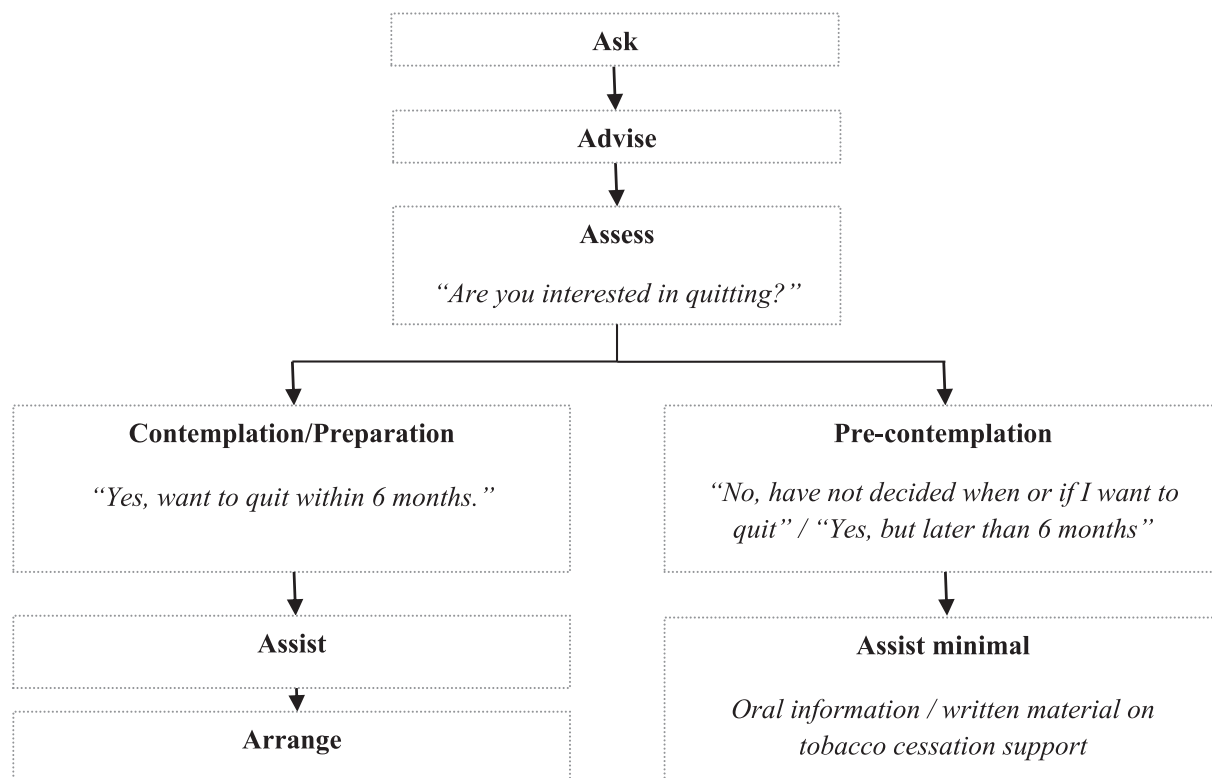 Ask
Advise
Assess
“Are you interested in quitting?”
Contemplation/Preparation
“Yes, want to quit within 6 months.”
Pre-contemplation
“No, have not decided when or if I want to
quit” / “Yes, but later than 6 months”
Assist
Arrange
Assist minimal
Oral information / written material on
tobacco cessation support